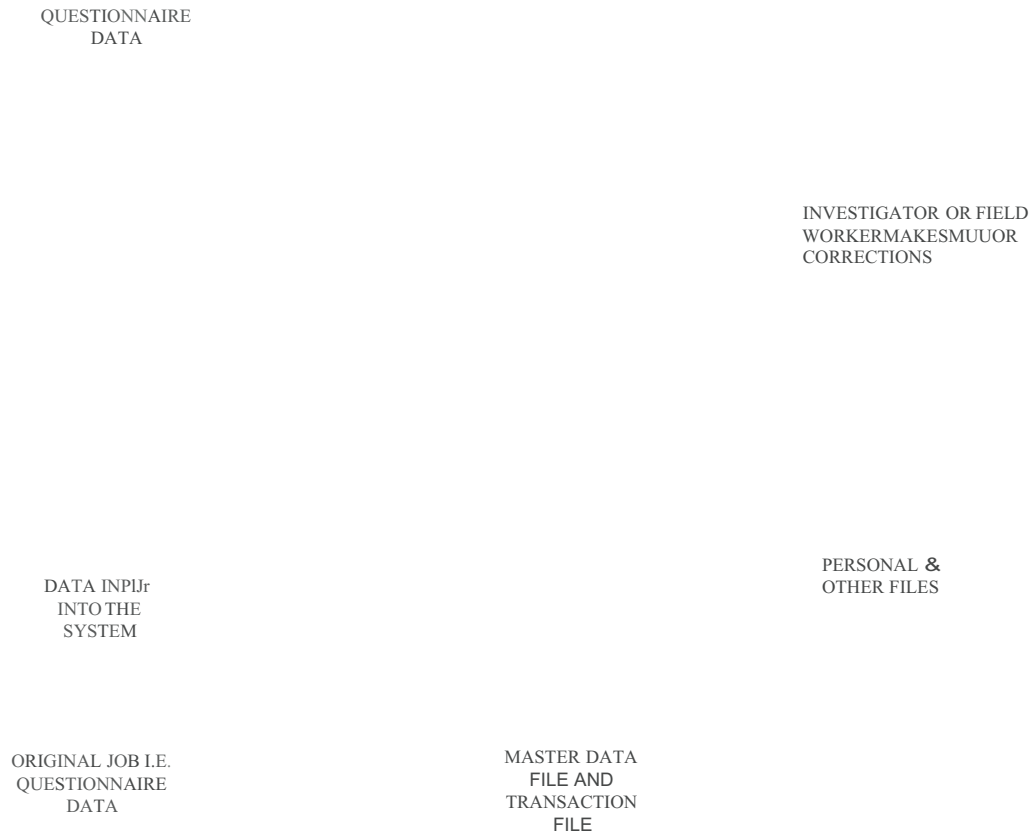 QUESTIONNAIRE
DATA
INVESTIGATOR OR FIELD
WORKERMAKESMUUOR
CORRECTIONS
PERSONAL &
OTHER FILES
DATA INPlJr
INTO THE
SYSTEM
ORIGINAL JOB I.E.
QUESTIONNAIRE
DATA
MASTER DATA
FILE AND
TRANSACTION
FILE